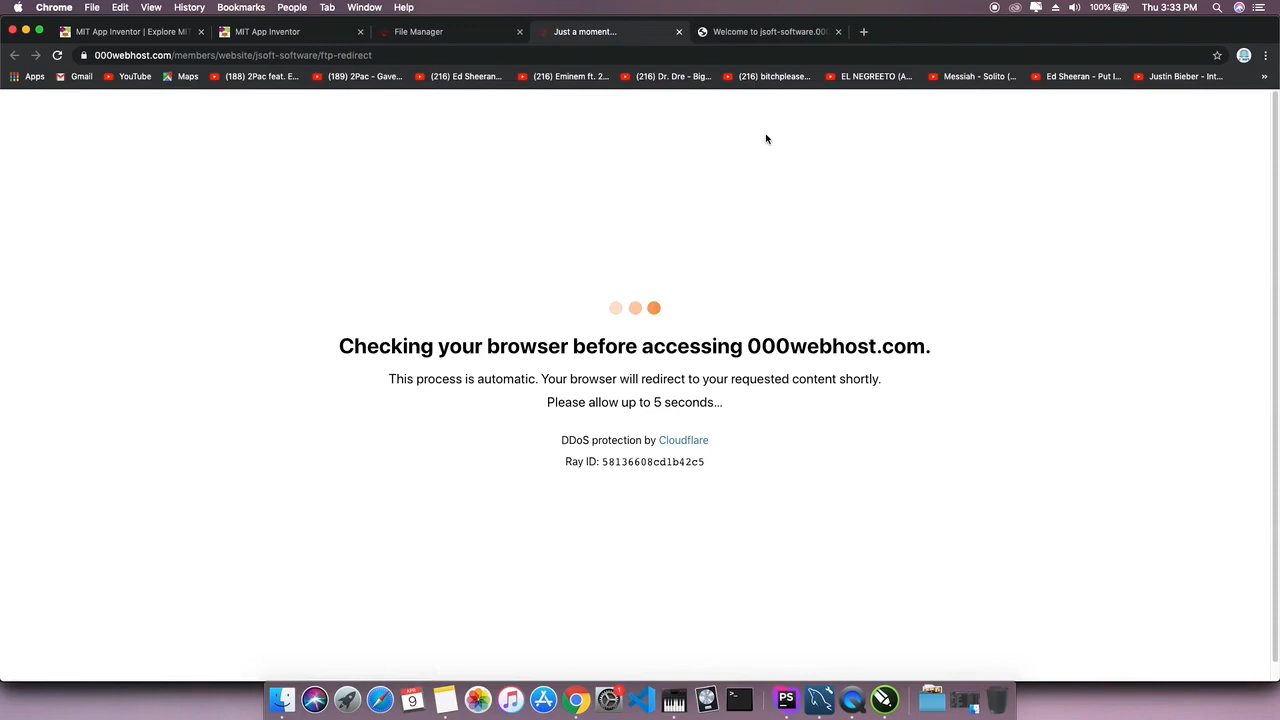 Chrome File Edit View History Bookmarks People Tab Window Help 100% Thu 3:33 PM
MIT App Inventor | Explore MIT MIT App Inventor File Manager Just a moment... Welcome to jsoft-software.000
000webhost.com/members/website/jsoft-software/ftp-redirect
Apps Gmail YouTube Maps (188) 2Pac feat. E... (189) 2Pac - Gave... (216) Ed Sheeran... (216) Eminem ft. 2... (216) Dr. Dre - Big... (216) bitchplease... EL NEGREETO (A... Messiah - Solito (... Ed Sheeran - Put I... Justin Bieber - Int... »
Checking your browser before accessing 000webhost.com.
This process is automatic. Your browser will redirect to your requested content shortly.
Please allow up to 5 seconds...
DDoS protection by Cloudflare
Ray ID: 58136608cd1b42c5
9 1 PS